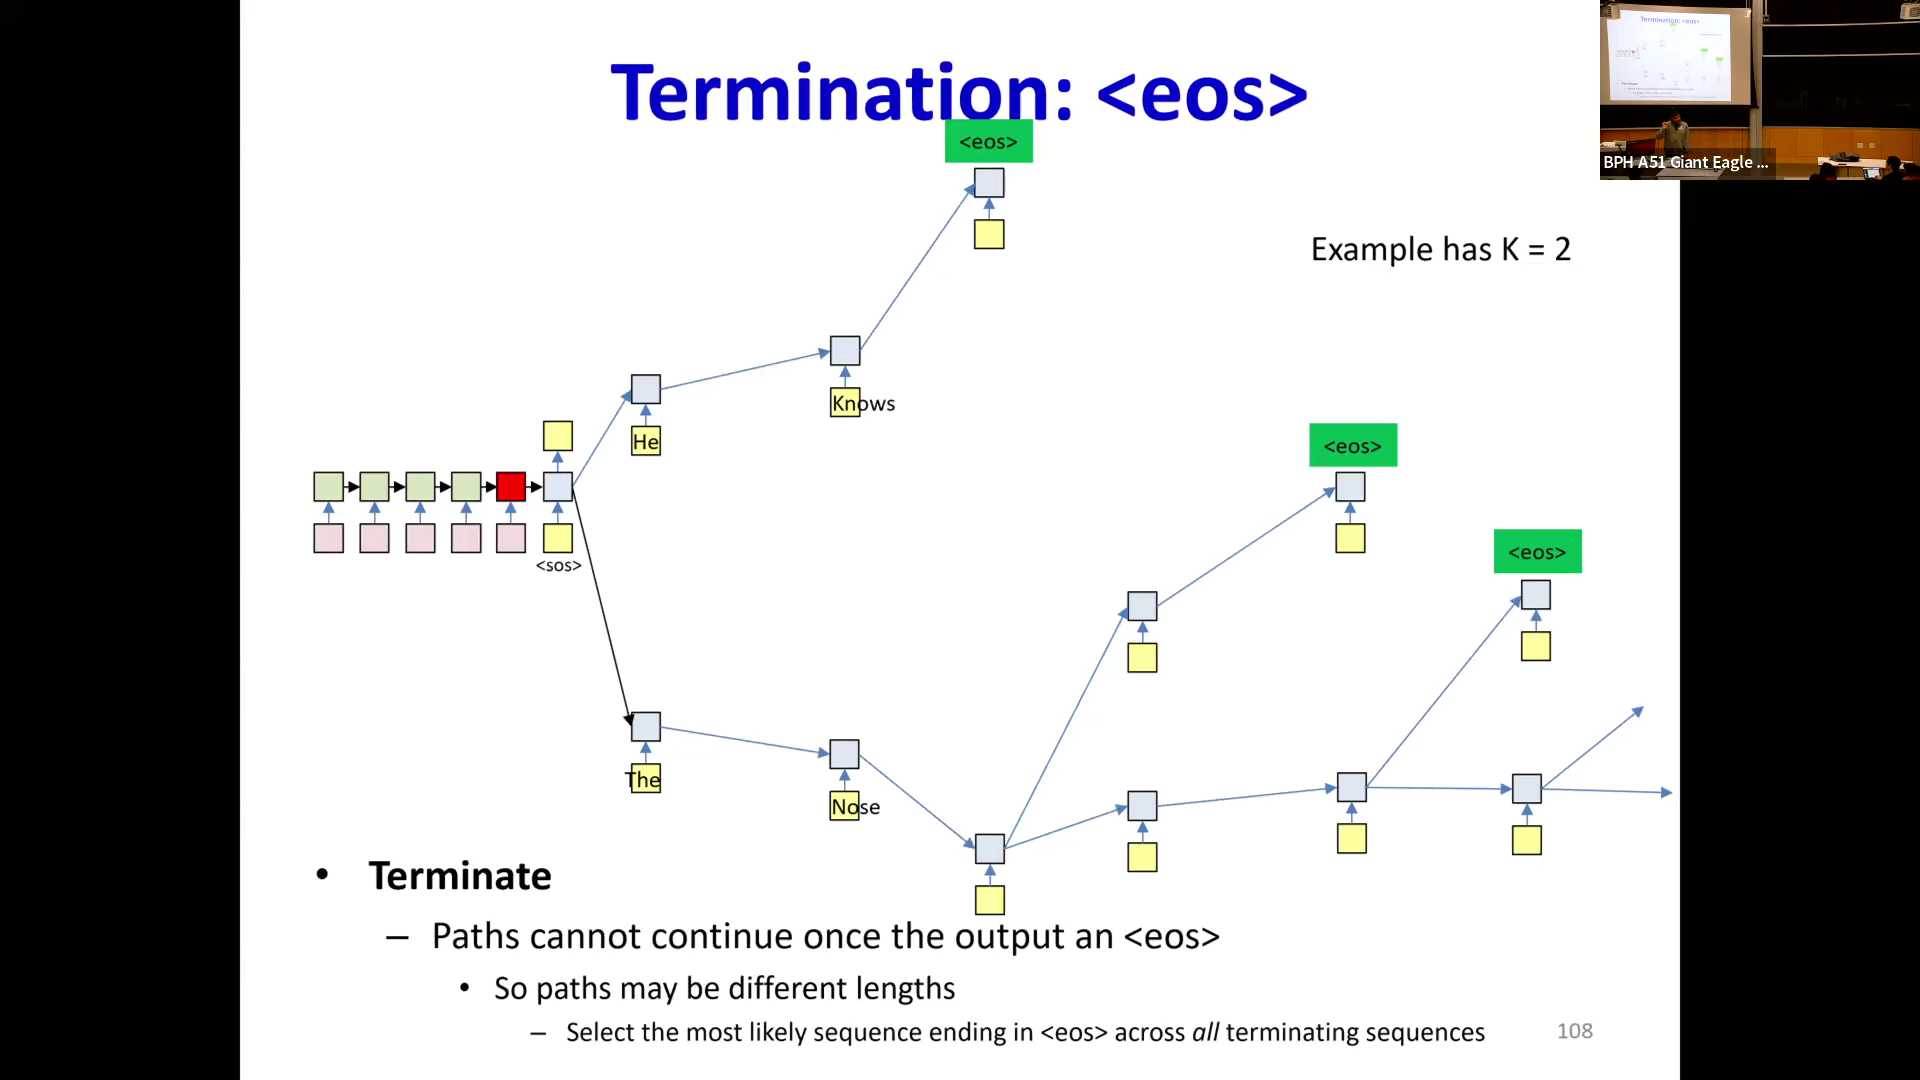 Termination: <eos>
<eos>
BPH A51 Giant Eagle ...
Example has K = 2
Knows
He
<eos>
<eos>
<sos>
The
Nose
• Terminate
– Paths cannot continue once the output an <eos>
• So paths may be different lengths
– Select the most likely sequence ending in <eos> across all terminating sequences
108